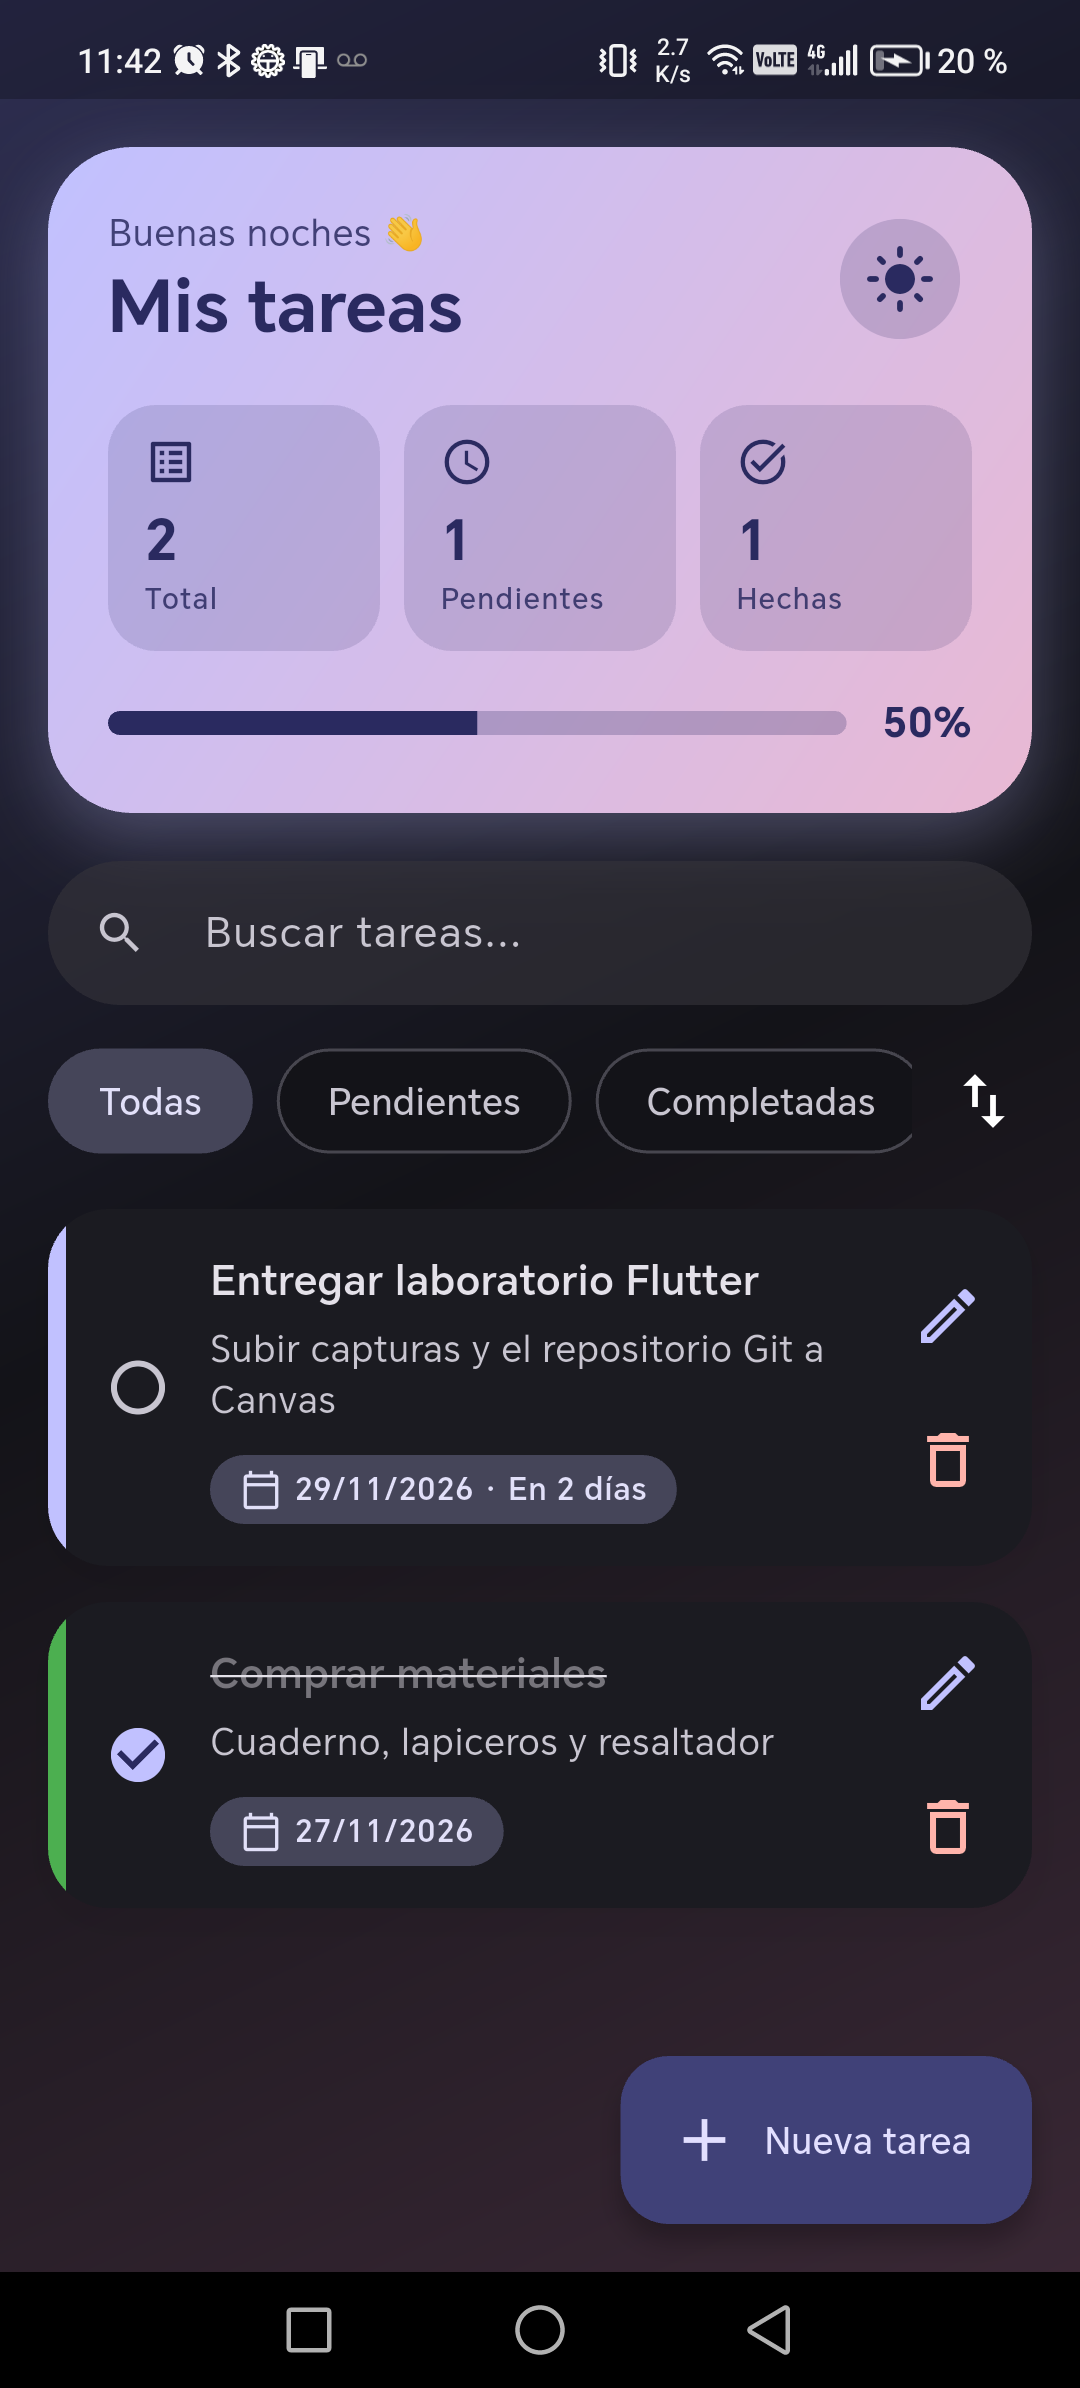 11:42 2.7 K/s VoLTE 4G 20 %
Buenas noches 👋
Mis tareas
2
Total
1
Pendientes
1
Hechas
50%
Buscar tareas...
Todas
Pendientes
Completadas
Entregar laboratorio Flutter
Subir capturas y el repositorio Git a
Canvas
29/11/2026 · En 2 días
Comprar materiales
Cuaderno, lapiceros y resaltador
27/11/2026
Nueva tarea